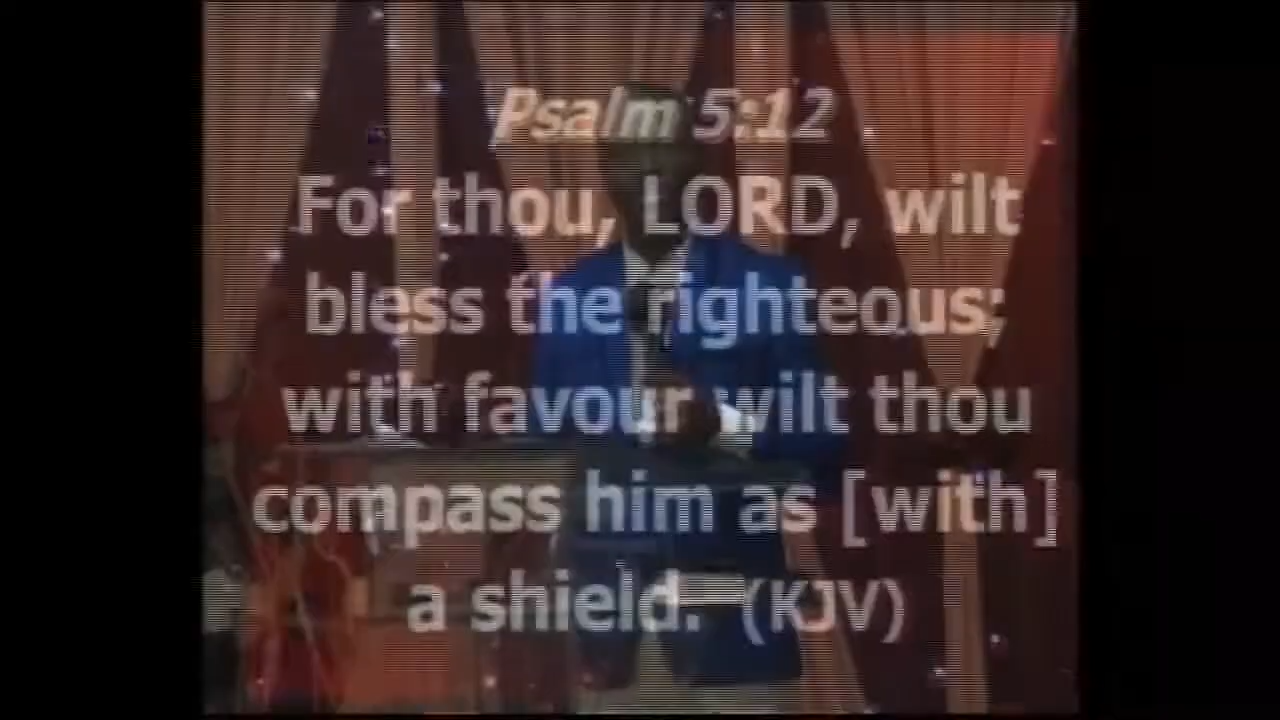 Psalm 5:12
For thou, LORD, wilt
bless the righteous;
with favour wilt thou
compass him as [with]
a shield. (KJV)